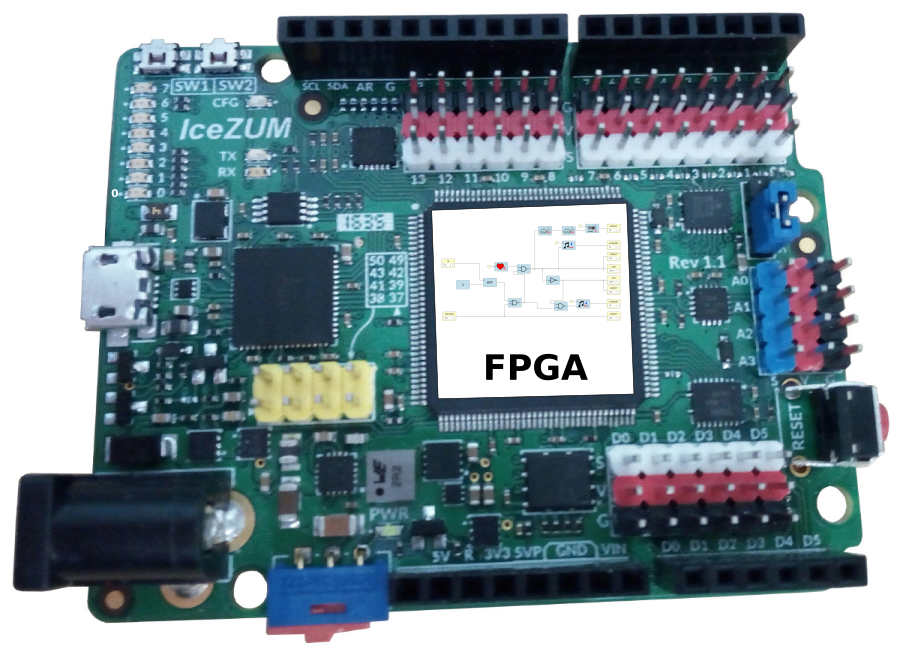 SW1 SW2
7
6
5
4
3
2
1
0 0
CFG
IceZUM
TX
RX
SCL SDA AR G
13 12 11 10 9 8
7 6 5 4 3 2 1
50 49
43 42
41 39
38 37
Rev 1.1
A0
A1
A2
A3
FPGA
RESET
D0 D1 D2 D3 D4 D5
PWR
5V R 3V3 5VP GND VIN
D0 D1 D2 D3 D4 D5